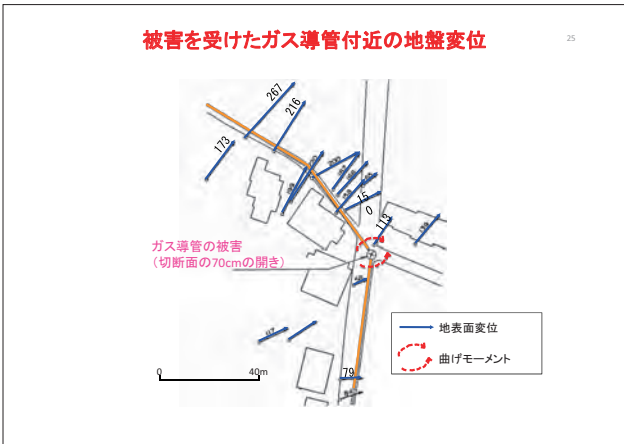 被害を受けたガス導管付近の地盤変位
25
267
216
173
15
0
113
ガス導管の被害
（切断面の70cmの開き）
地表面変位
曲げモーメント
79
0
40m